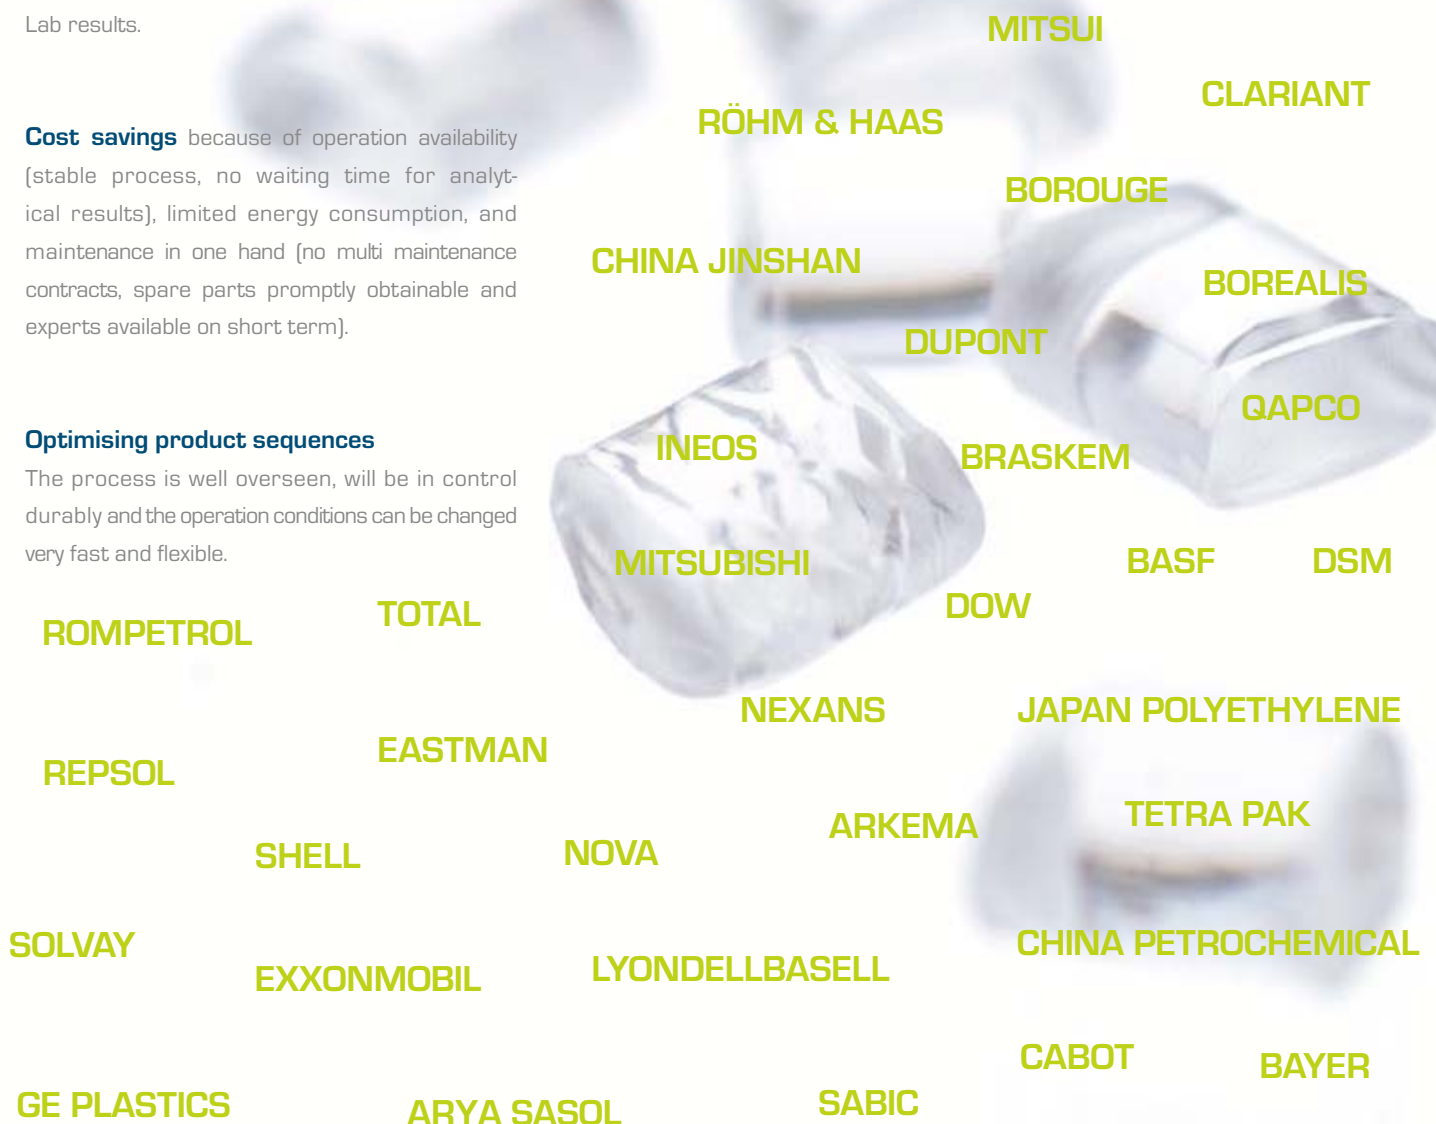 Lab results.
Cost savings because of operation availability
(stable process, no waiting time for analyt-
ical results), limited energy consumption, and
maintenance in one hand (no multi maintenance
contracts, spare parts promptly obtainable and
experts available on short term).
Optimising product sequences
The process is well overseen, will be in control
durably and the operation conditions can be changed
very fast and flexible.
MITSUI
CLARIANT
RÖHM & HAAS
BOROUGE
CHINA JINSHAN
BOREALIS
DUPONT
QAPCO
INEOS
BRASKEM
MITSUBISHI
BASF
DSM
DOW
TOTAL
ROMPETROL
NEXANS
JAPAN POLYETHYLENE
EASTMAN
REPSOL
TETRA PAK
ARKEMA
SHELL
NOVA
SOLVAY
CHINA PETROCHEMICAL
EXXONMOBIL
LYONDELLBASELL
CABOT
BAYER
GE PLASTICS
ARYA SASOL
SABIC